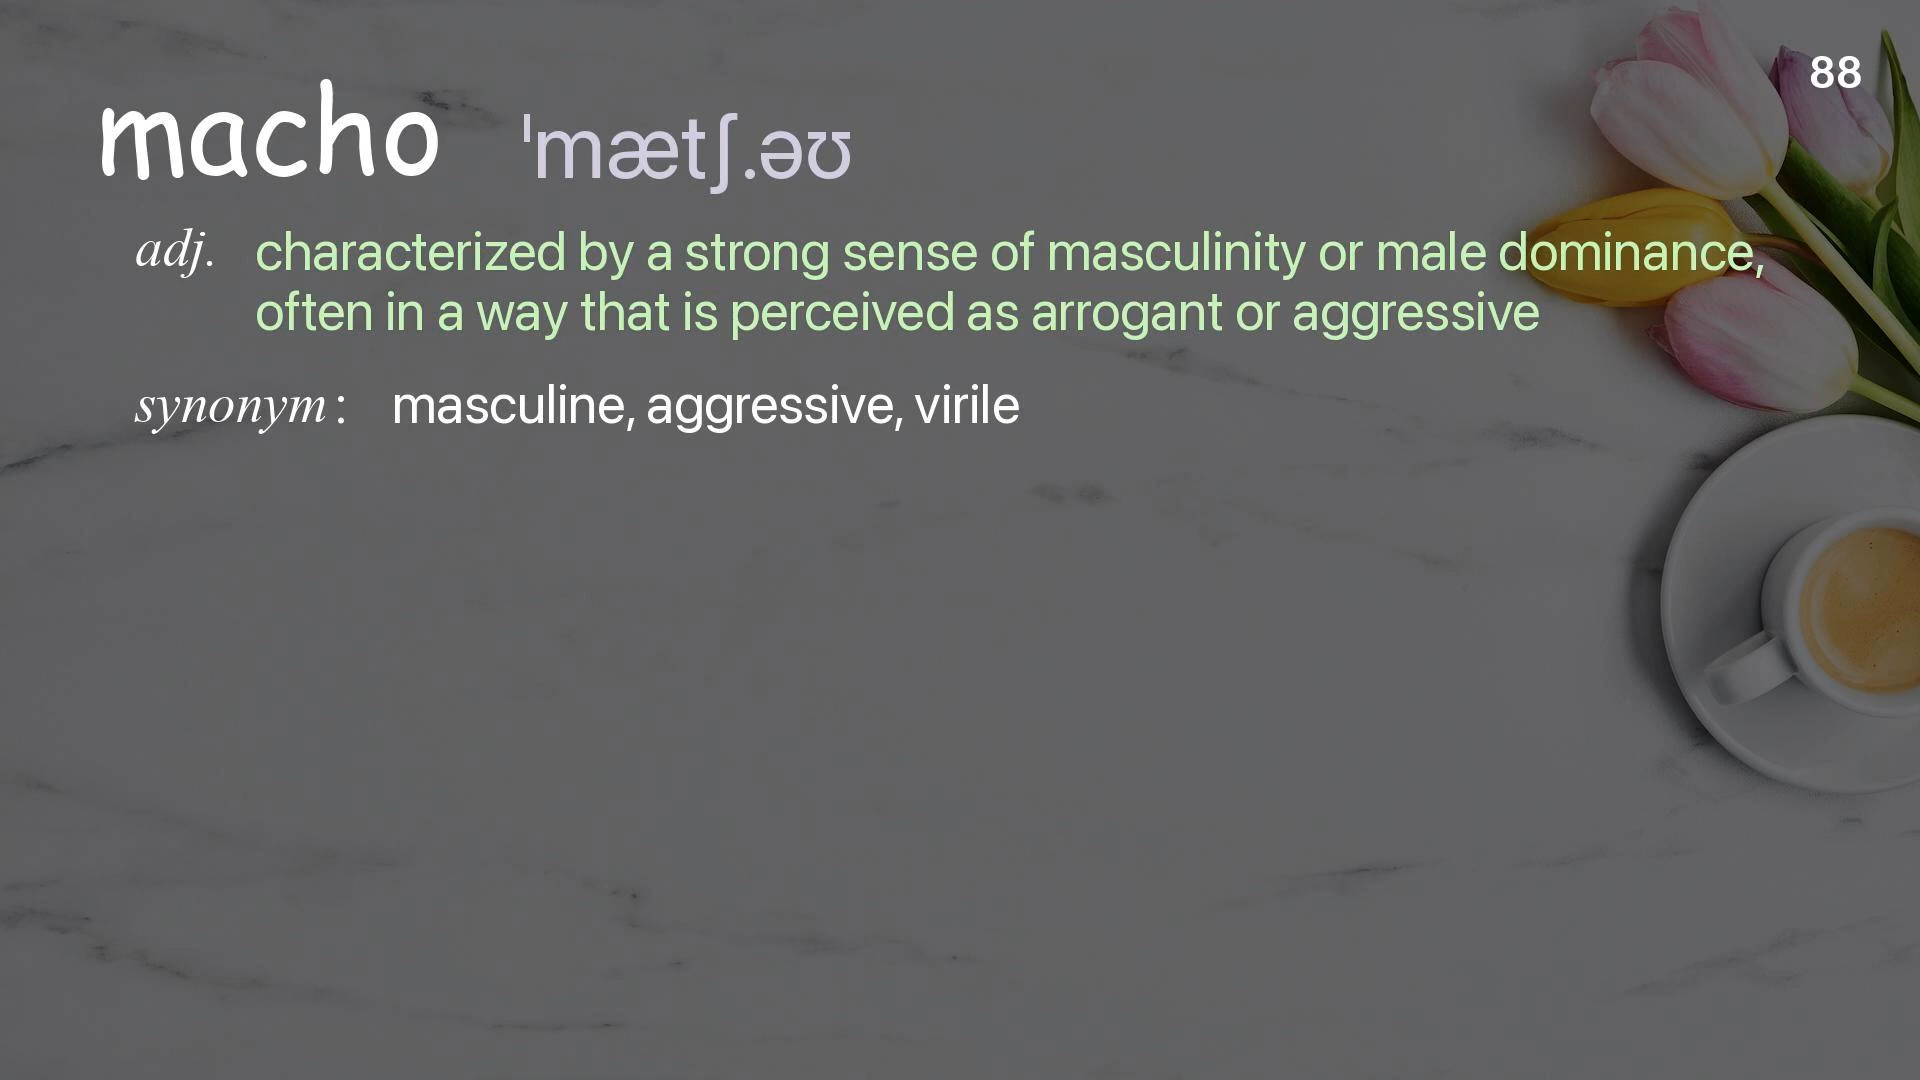 88
macho ˈmætʃ.əʊ
adj. characterized by a strong sense of masculinity or male dominance,
often in a way that is perceived as arrogant or aggressive
synonym : masculine, aggressive, virile